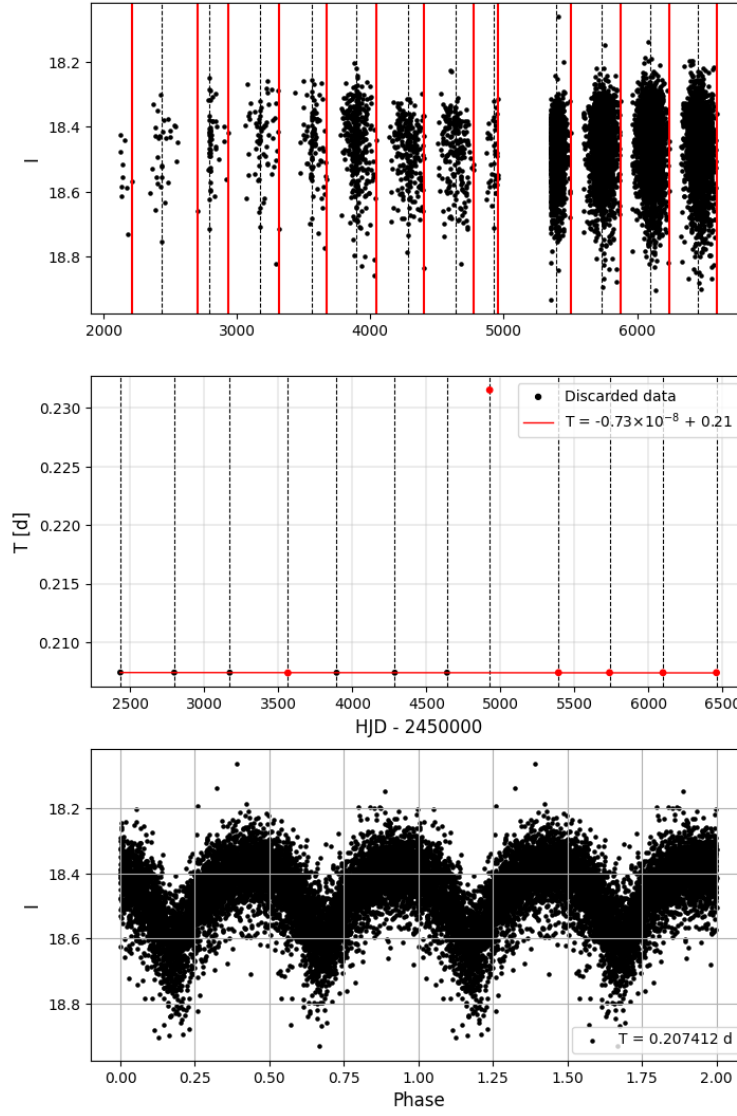 18.2
18.4
I
18.6
18.8
2000 3000 4000 5000 6000
0.230
Discarded data
T = -0.73×10⁻⁸ + 0.21
0.225
T [d]
0.220
0.215
0.210
2500 3000 3500 4000 4500 5000 5500 6000 6500
HJD - 2450000
18.2
18.4
I
18.6
18.8
T = 0.207412 d
0.00 0.25 0.50 0.75 1.00 1.25 1.50 1.75 2.00
Phase